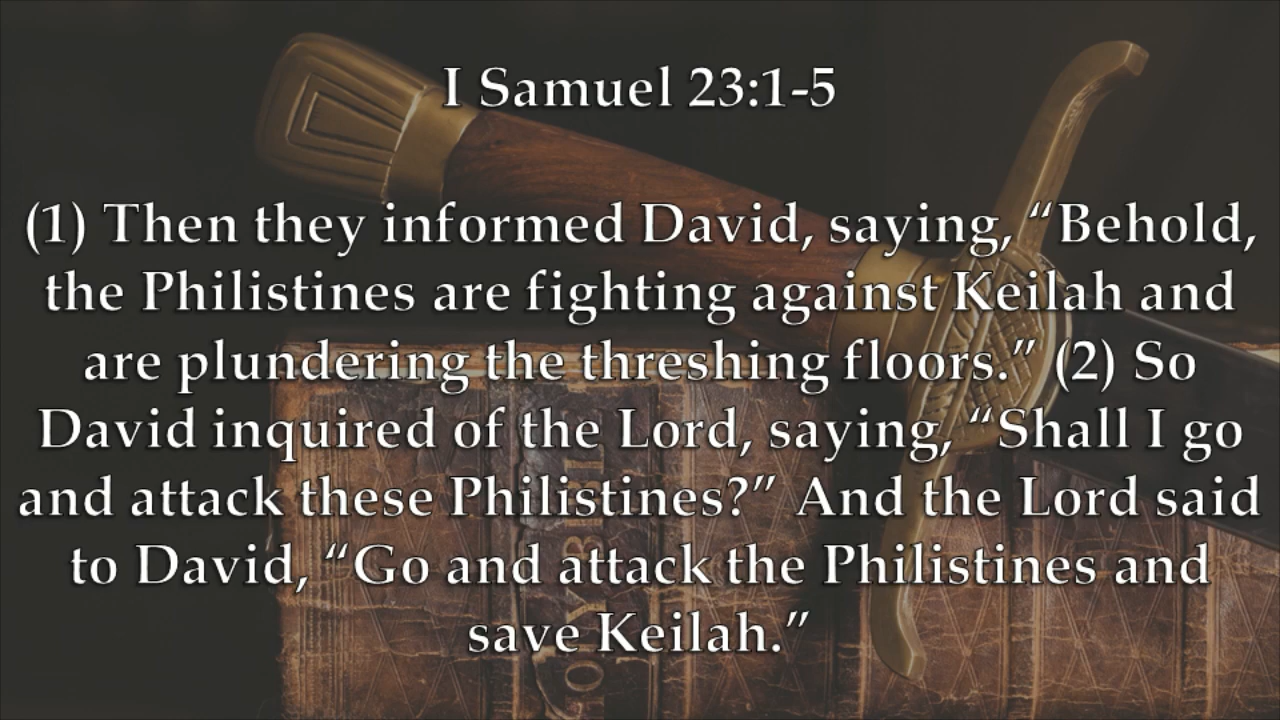 I Samuel 23:1-5
(1) Then they informed David, saying, “Behold,
the Philistines are fighting against Keilah and
are plundering the threshing floors.” (2) So
David inquired of the Lord, saying, “Shall I go
and attack these Philistines?” And the Lord said
to David, “Go and attack the Philistines and
save Keilah.”